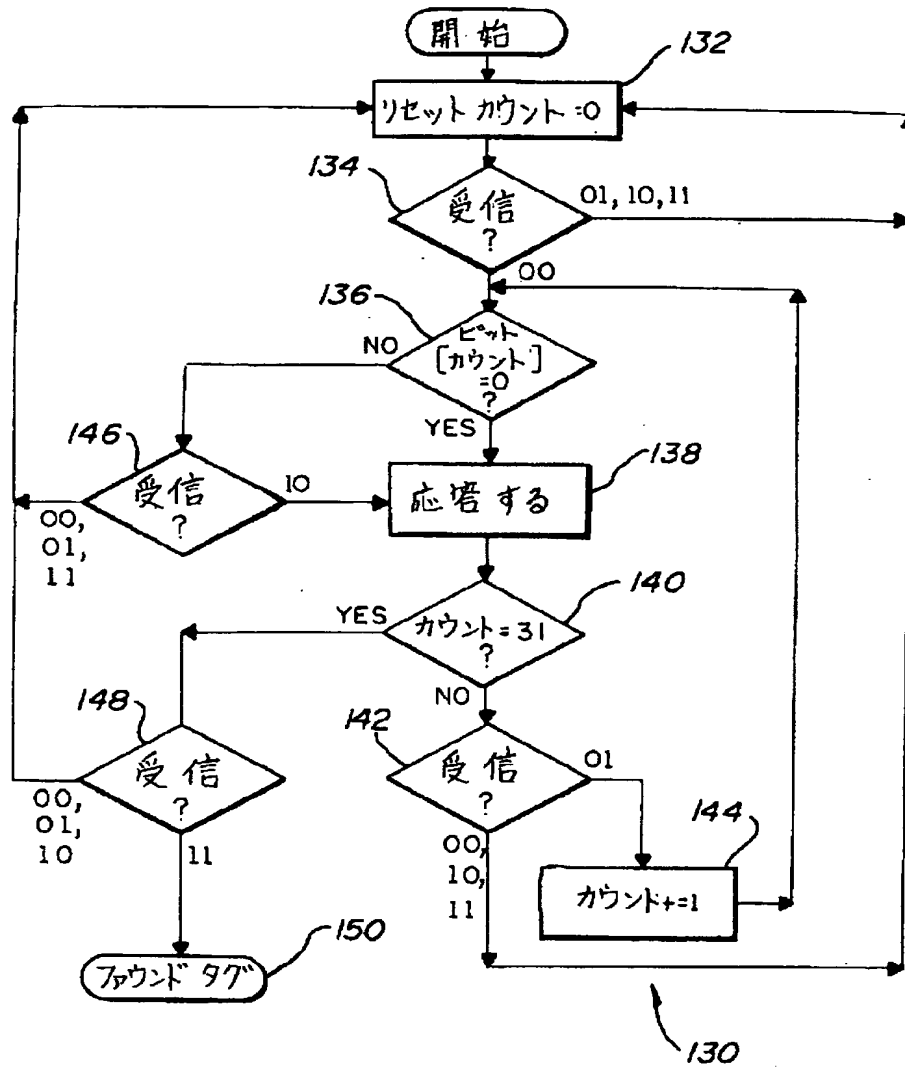 開始
132
リセット カウント=0
134
受信
?
01, 10, 11
00
136
ビット
[カウント]
=0
?
NO
YES
146
受信
?
10
00,
01,
11
138
応答する
140
カウント=31
?
YES
NO
148
受信
?
00,
01,
10
11
142
受信
?
01
00,
10,
11
144
カウント+=1
150
ファウンド タグ
130